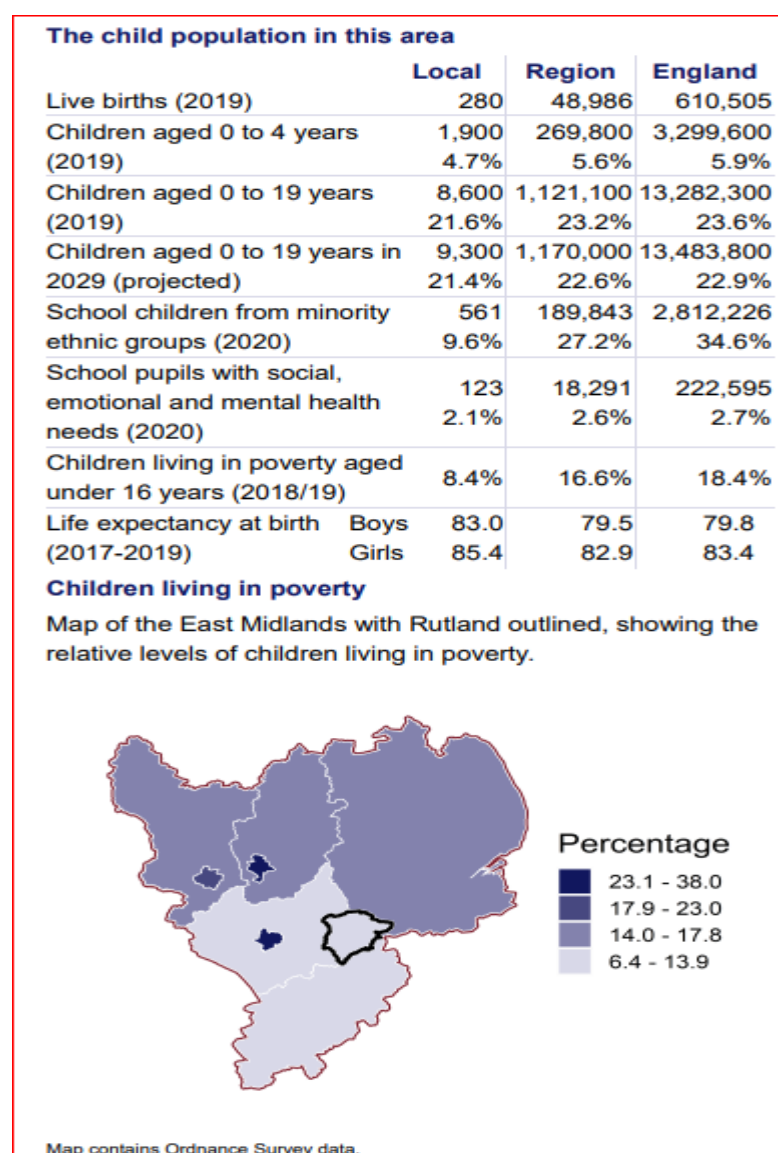 The child population in this area
Local Region England
Live births (2019) 280 48,986 610,505
Children aged 0 to 4 years 1,900 269,800 3,299,600
(2019) 4.7% 5.6% 5.9%
Children aged 0 to 19 years 8,600 1,121,100 13,282,300
(2019) 21.6% 23.2% 23.6%
Children aged 0 to 19 years in 9,300 1,170,000 13,483,800
2029 (projected) 21.4% 22.6% 22.9%
School children from minority 561 189,843 2,812,226
ethnic groups (2020) 9.6% 27.2% 34.6%
School pupils with social,
emotional and mental health
needs (2020)
123 18,291 222,595
2.1% 2.6% 2.7%
Children living in poverty aged
under 16 years (2018/19)
8.4% 16.6% 18.4%
Life expectancy at birth Boys 83.0 79.5 79.8
(2017-2019) Girls 85.4 82.9 83.4
Children living in poverty
Map of the East Midlands with Rutland outlined, showing the
relative levels of children living in poverty.
Percentage
23.1 - 38.0
17.9 - 23.0
14.0 - 17.8
6.4 - 13.9
Map contains Ordnance Survey data.